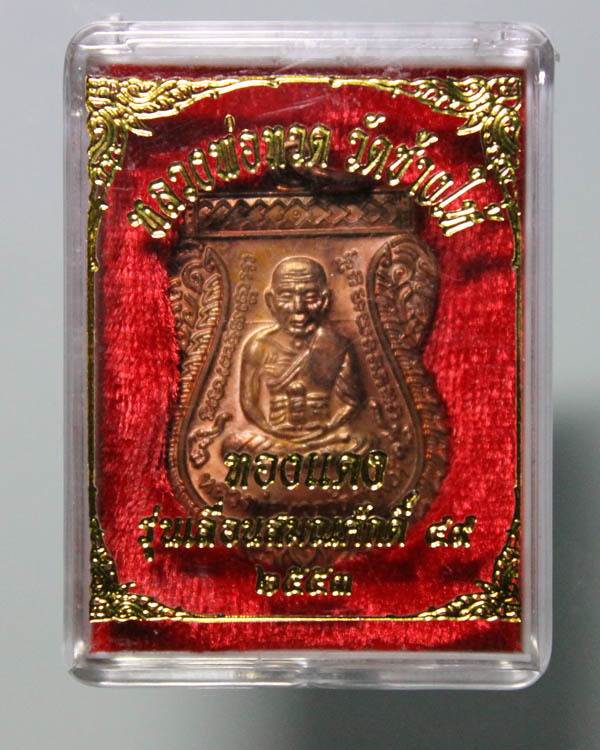 หลวงพ่อทวด วัดช้างให้
ทองแดง
รุ่นเลื่อนสมณศักดิ์ ๔๙
๒๕๕๓